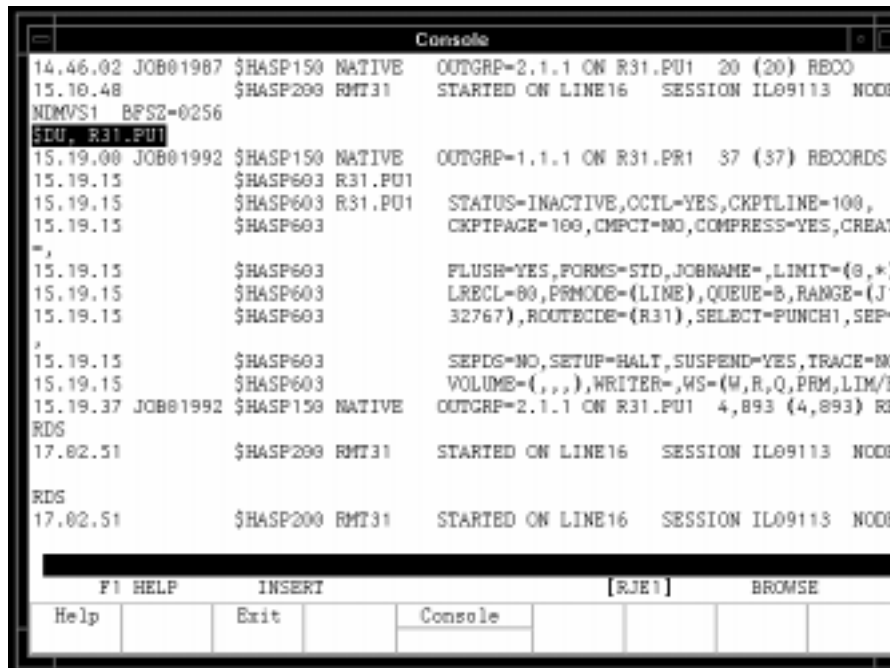 Console
14.46.02 JOB01987 $HASP150 NATIVE OUTGRP=2.1.1 ON R31.PU1 20 (20) RECO
15.10.48 $HASP200 RMT31 STARTED ON LINE16 SESSION IL09113 NODE
NDMVS1 BFSZ=0256
$DU, R31.PU1
15.19.00 JOB01992 $HASP150 NATIVE OUTGRP=1.1.1 ON R31.PR1 37 (37) RECORDS
15.19.15 $HASP603 R31.PU1
15.19.15 $HASP603 R31.PU1 STATUS=INACTIVE,CCTL=YES,CKPTLINE=100,
15.19.15 $HASP603 CKPTPAGE=100,CMPCT=NO,COMPRESS=YES,CREAT
=,
15.19.15 $HASP603 FLUSH=YES,FORMS=STD,JOBNAME=,LIMIT=(0,*)
15.19.15 $HASP603 LRECL=80,PRMODE=(LINE),QUEUE=B,RANGE=(J1
15.19.15 $HASP603 32767),ROUTECDE=(R31),SELECT=PUNCH1,SEP=
,
15.19.15 $HASP603 SEPDS=NO,SETUP=HALT,SUSPEND=YES,TRACE=NO
15.19.15 $HASP603 VOLUME=(,,,),WRITER=,WS=(W,R,Q,PRM,LIM/F
15.19.37 JOB01992 $HASP150 NATIVE OUTGRP=2.1.1 ON R31.PU1 4,893 (4,893) RE
RDS
17.02.51 $HASP200 RMT31 STARTED ON LINE16 SESSION IL09113 NODE
RDS
17.02.51 $HASP200 RMT31 STARTED ON LINE16 SESSION IL09113 NODE
F1 HELP INSERT [RJE1] BROWSE
Help Exit Console